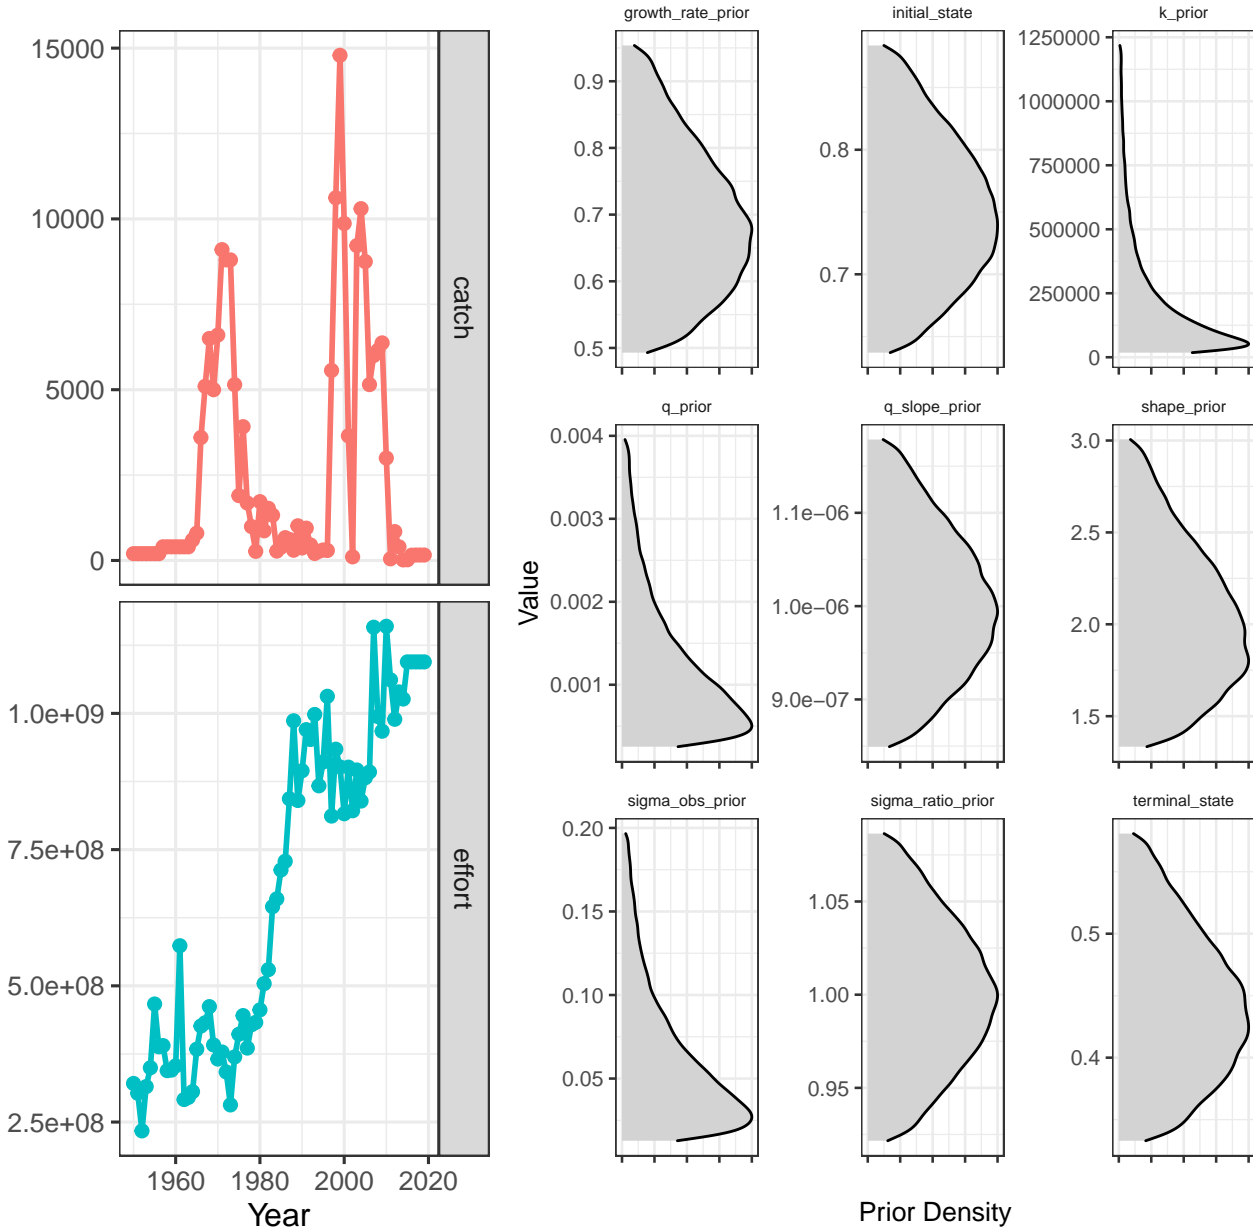 15000
10000
5000
0
catch
1.0e+09
7.5e+08
5.0e+08
2.5e+08
effort
1960
1980
2000
2020
Year
growth_rate_prior
0.9
0.8
0.7
0.6
0.5
initial_state
0.8
0.7
k_prior
1250000
1000000
750000
500000
250000
0
q_prior
0.004
0.003
0.002
0.001
q_slope_prior
1.1e−06
1.0e−06
9.0e−07
shape_prior
3.0
2.5
2.0
1.5
sigma_obs_prior
0.20
0.15
0.10
0.05
sigma_ratio_prior
1.05
1.00
0.95
terminal_state
0.5
0.4
Value
Prior Density